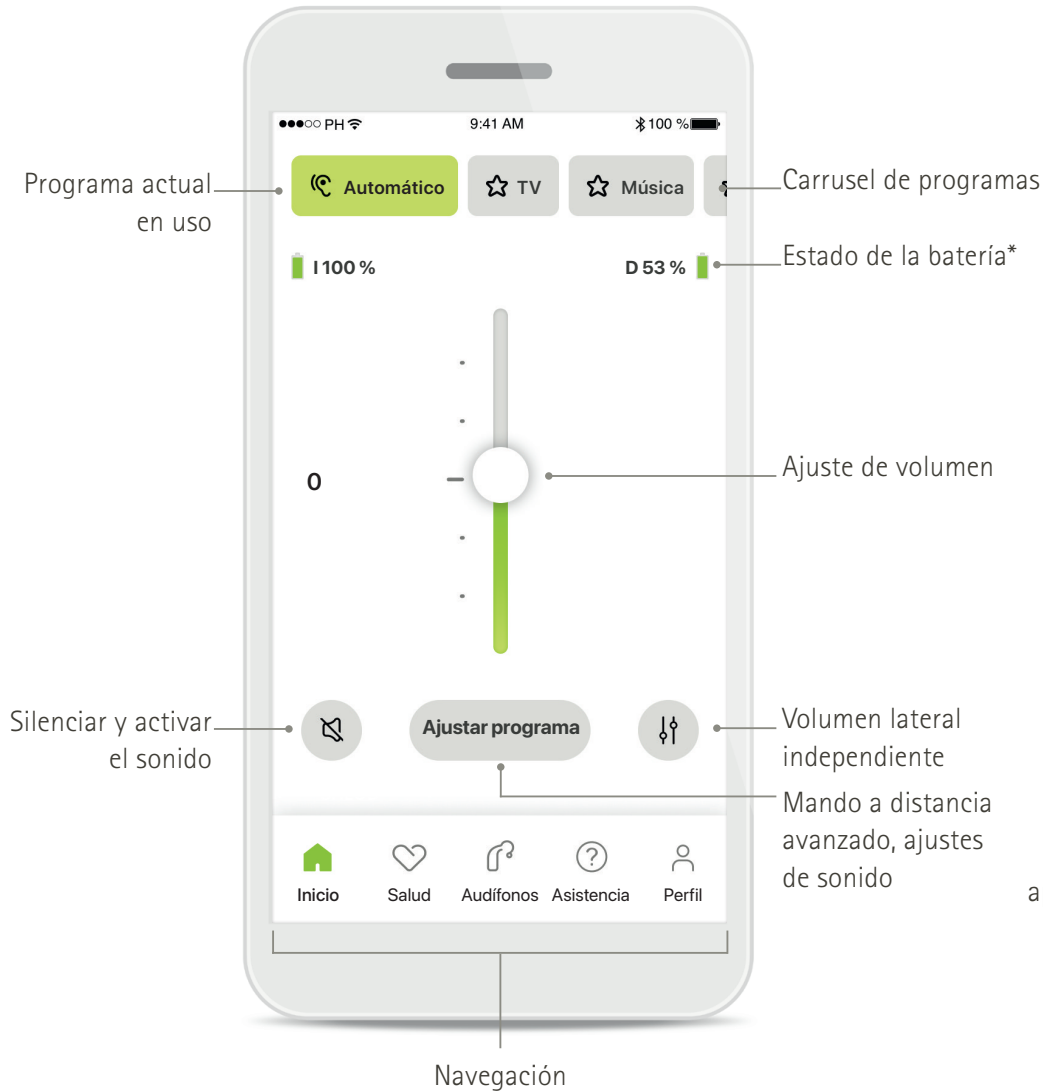 ●●●○○ PH 9:41 AM 100 %
Automático TV Música
Programa actual
en uso
Carrusel de programas
I 100 % D 53 %
Estado de la batería*
0
Ajuste de volumen
Silenciar y activar
el sonido
Ajustar programa
Volumen lateral
independiente
Mando a distancia
avanzado, ajustes
de sonido
a
Inicio Salud Audífonos Asistencia Perfil
Navegación